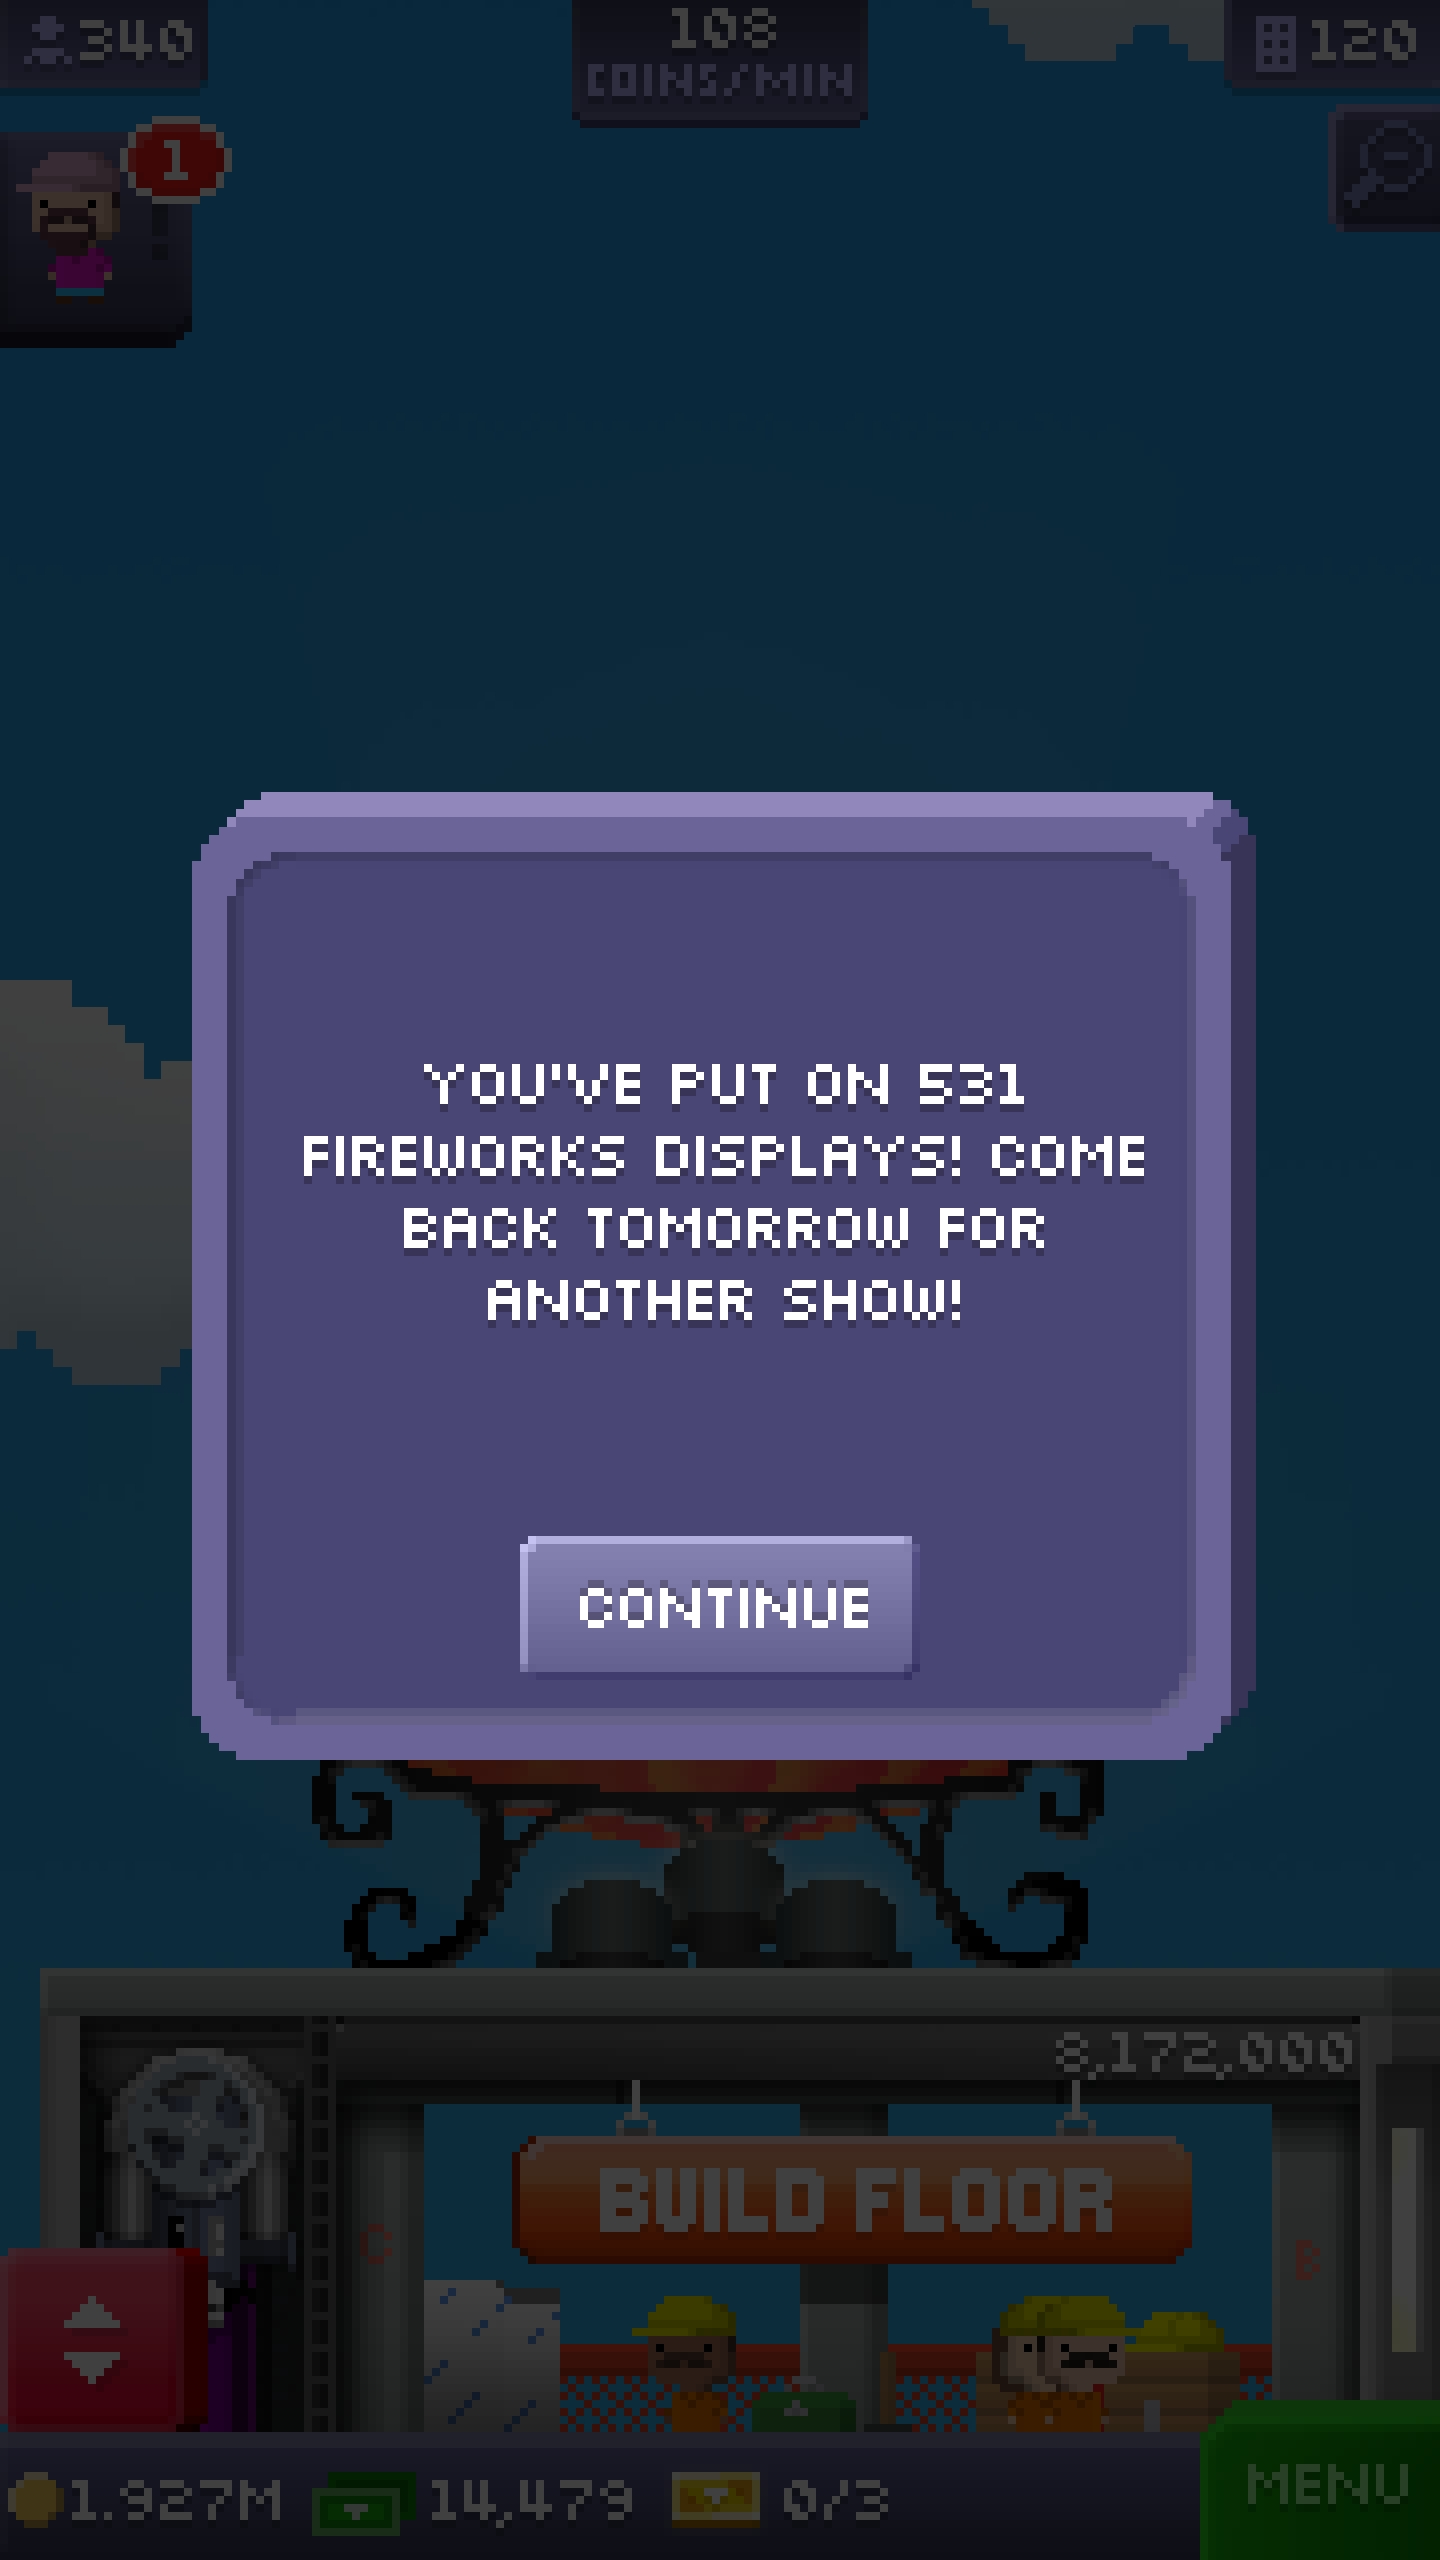 340
108
COINS/MIN
120
1
YOU'VE PUT ON 531
FIREWORKS DISPLAYS! COME
BACK TOMORROW FOR
ANOTHER SHOW!
CONTINUE
8,172,000
BUILD FLOOR
C
B
1.927M
14,479
0/3
MENU